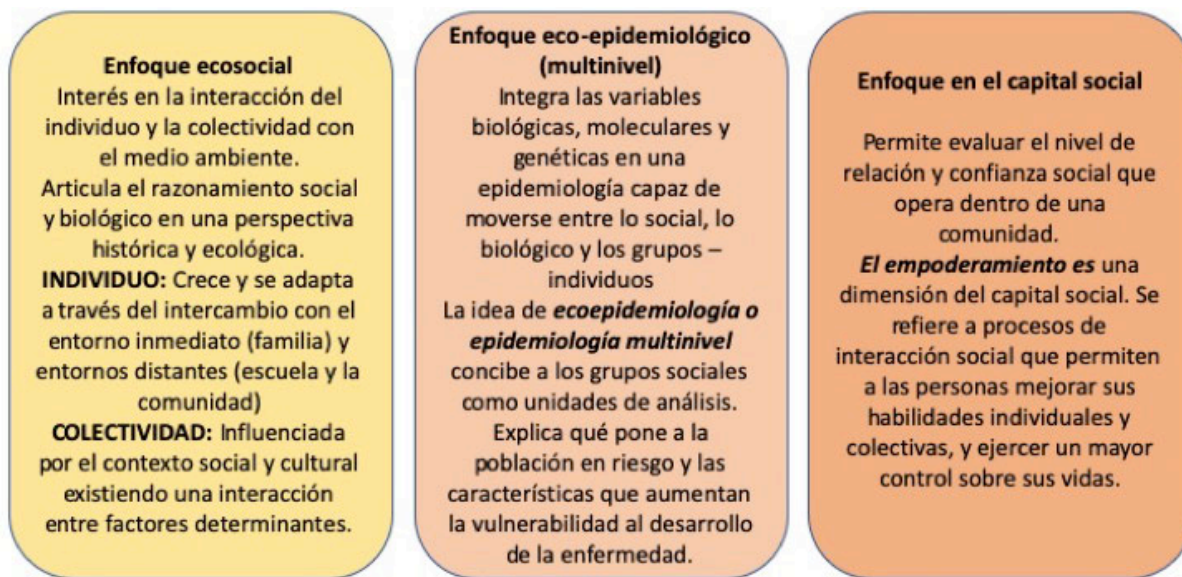 Enfoque ecosocial
Interés en la interacción del
individuo y la colectividad con
el medio ambiente.
Articula el razonamiento social
y biológico en una perspectiva
histórica y ecológica.
INDIVIDUO: Crece y se adapta
a través del intercambio con el
entorno inmediato (familia) y
entornos distantes (escuela y la
comunidad)
COLECTIVIDAD: Influenciada
por el contexto social y cultural
existiendo una interacción
entre factores determinantes.
Enfoque eco-epidemiológico
(multinivel)
Integra las variables
biológicas, moleculares y
genéticas en una
epidemiología capaz de
moverse entre lo social, lo
biológico y los grupos –
individuos
La idea de ecoepidemiología o
epidemiología multinivel
concibe a los grupos sociales
como unidades de análisis.
Explica qué pone a la
población en riesgo y las
características que aumentan
la vulnerabilidad al desarrollo
de la enfermedad.
Enfoque en el capital social
Permite evaluar el nivel de
relación y confianza social que
opera dentro de una
comunidad.
El empoderamiento es una
dimensión del capital social. Se
refiere a procesos de
interacción social que permiten
a las personas mejorar sus
habilidades individuales y
colectivas, y ejercer un mayor
control sobre sus vidas.